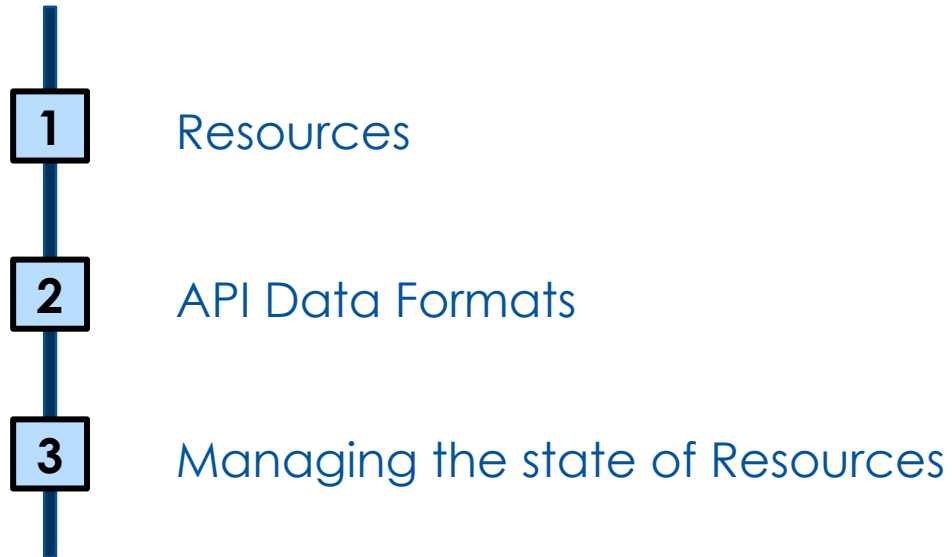 1 Resources
2 API Data Formats
3 Managing the state of Resources